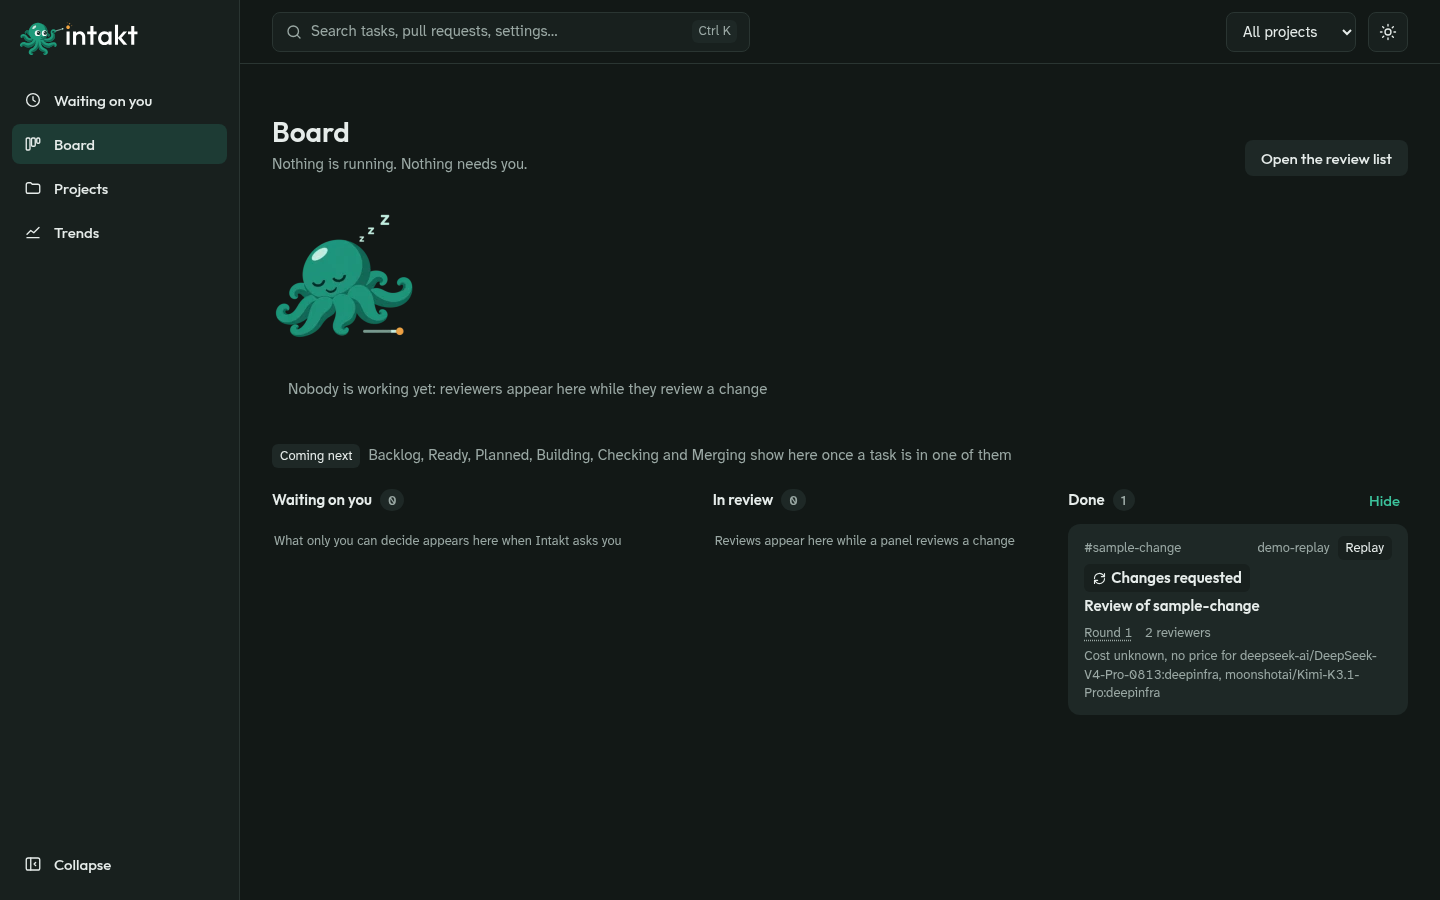 intakt
Search tasks, pull requests, settings...
Ctrl K
All projects
Waiting on you
Board
Projects
Trends
Collapse
Board
Nothing is running. Nothing needs you.
Open the review list
z z z
Nobody is working yet: reviewers appear here while they review a change
Coming next
Backlog, Ready, Planned, Building, Checking and Merging show here once a task is in one of them
Waiting on you 0
What only you can decide appears here when Intakt asks you
In review 0
Reviews appear here while a panel reviews a change
Done 1
Hide
#sample-change
demo-replay
Replay
Changes requested
Review of sample-change
Round 1 2 reviewers
Cost unknown, no price for deepseek-ai/DeepSeek-
V4-Pro-0813:deepinfra, moonshotai/Kimi-K3.1-
Pro:deepinfra